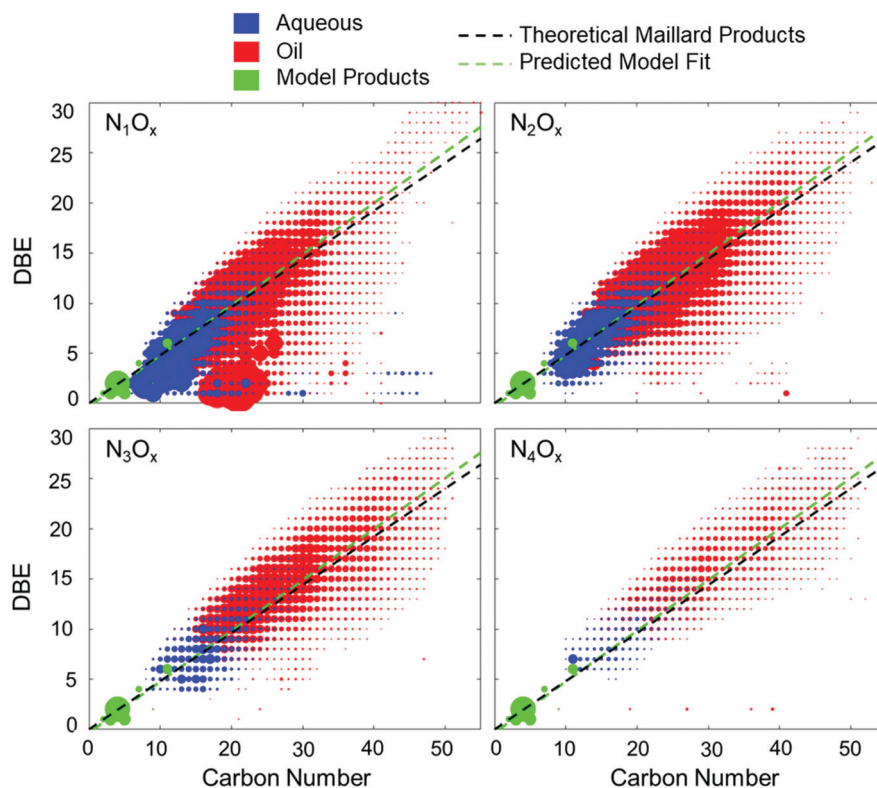 Aqueous
Oil
Model Products
Theoretical Maillard Products
Predicted Model Fit
30
25
20
15
10
5
0
DBE
N₁Oₓ
N₂Oₓ
30
25
20
15
10
5
0
DBE
N₃Oₓ
N₄Oₓ
0 10 20 30 40 50
0 10 20 30 40 50
Carbon Number
Carbon Number